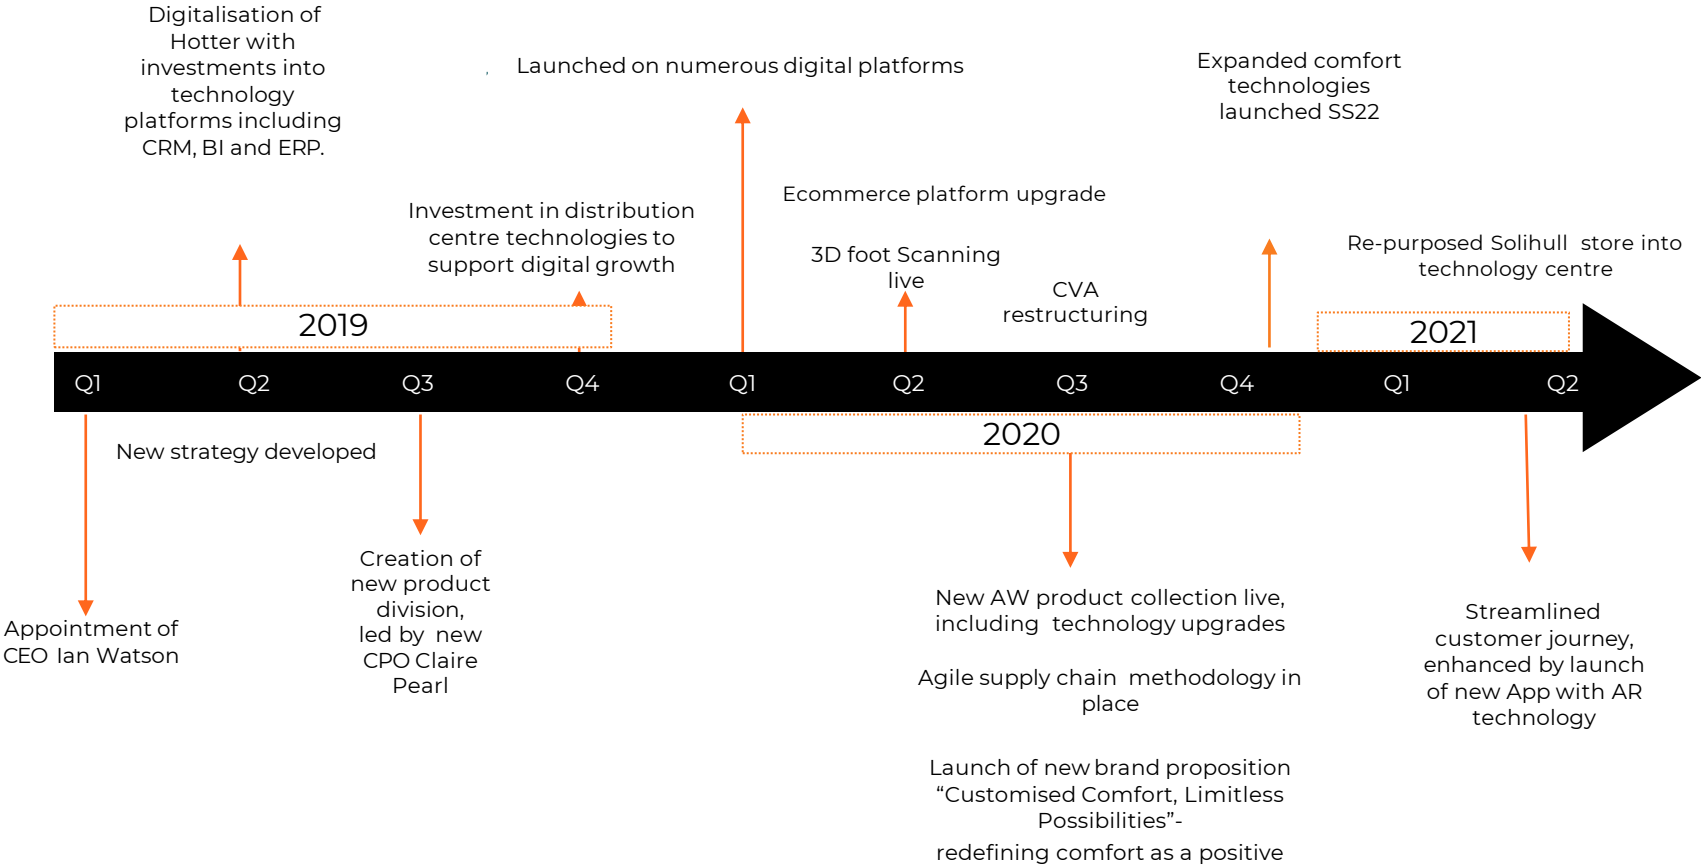 Digitalisation of
Hotter with
investments into
technology
platforms including
CRM, BI and ERP.
Launched on numerous digital platforms
Expanded comfort
technologies
launched SS22
Investment in distribution
centre technologies to
support digital growth
Ecommerce platform upgrade
3D foot Scanning
live
CVA
restructuring
Re-purposed Solihull store into
technology centre
2019
2021
Q1 Q2 Q3 Q4 Q1 Q2 Q3 Q4 Q1 Q2
2020
New strategy developed
Appointment of
CEO Ian Watson
Creation of
new product
division,
led by new
CPO Claire
Pearl
New AW product collection live,
including technology upgrades
Agile supply chain methodology in
place
Launch of new brand proposition
“Customised Comfort, Limitless
Possibilities”-
redefining comfort as a positive
Streamlined
customer journey,
enhanced by launch
of new App with AR
technology